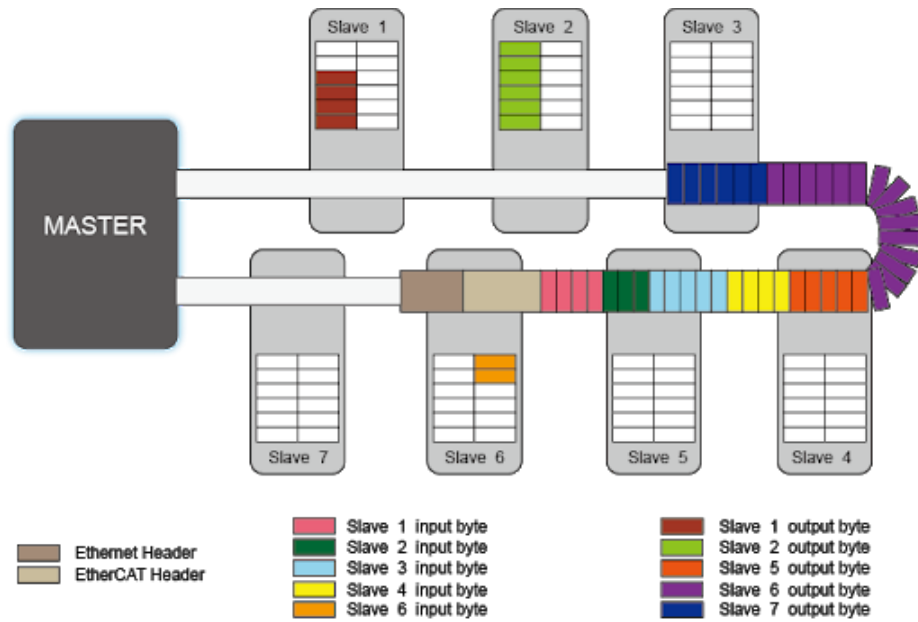 Slave 1
Slave 2
Slave 3
MASTER
Slave 7
Slave 6
Slave 5
Slave 4
Ethernet Header
EtherCAT Header
Slave 1 input byte
Slave 2 input byte
Slave 3 input byte
Slave 4 input byte
Slave 6 input byte
Slave 1 output byte
Slave 2 output byte
Slave 5 output byte
Slave 6 output byte
Slave 7 output byte